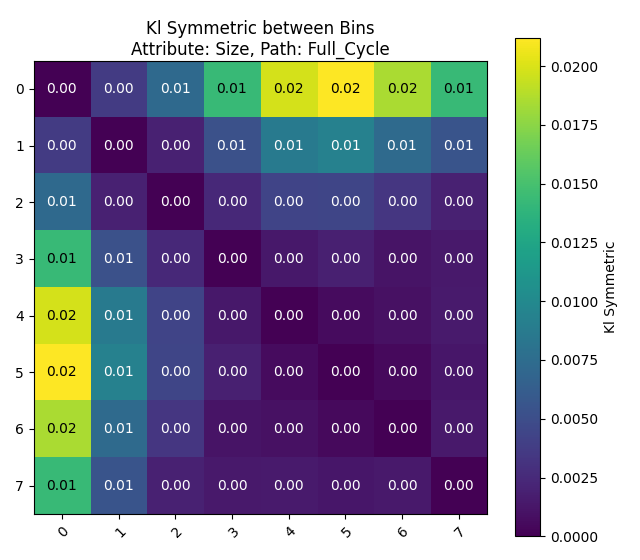 Kl Symmetric between Bins
Attribute: Size, Path: Full_Cycle
0 0.00 0.00 0.01 0.01 0.02 0.02 0.02 0.01
1 0.00 0.00 0.00 0.01 0.01 0.01 0.01 0.01
2 0.01 0.00 0.00 0.00 0.00 0.00 0.00 0.00
3 0.01 0.01 0.00 0.00 0.00 0.00 0.00 0.00
4 0.02 0.01 0.00 0.00 0.00 0.00 0.00 0.00
5 0.02 0.01 0.00 0.00 0.00 0.00 0.00 0.00
6 0.02 0.01 0.00 0.00 0.00 0.00 0.00 0.00
7 0.01 0.01 0.00 0.00 0.00 0.00 0.00 0.00
0 1 2 3 4 5 6 7
0.0200
0.0175
0.0150
0.0125
0.0100
0.0075
0.0050
0.0025
0.0000
Kl Symmetric